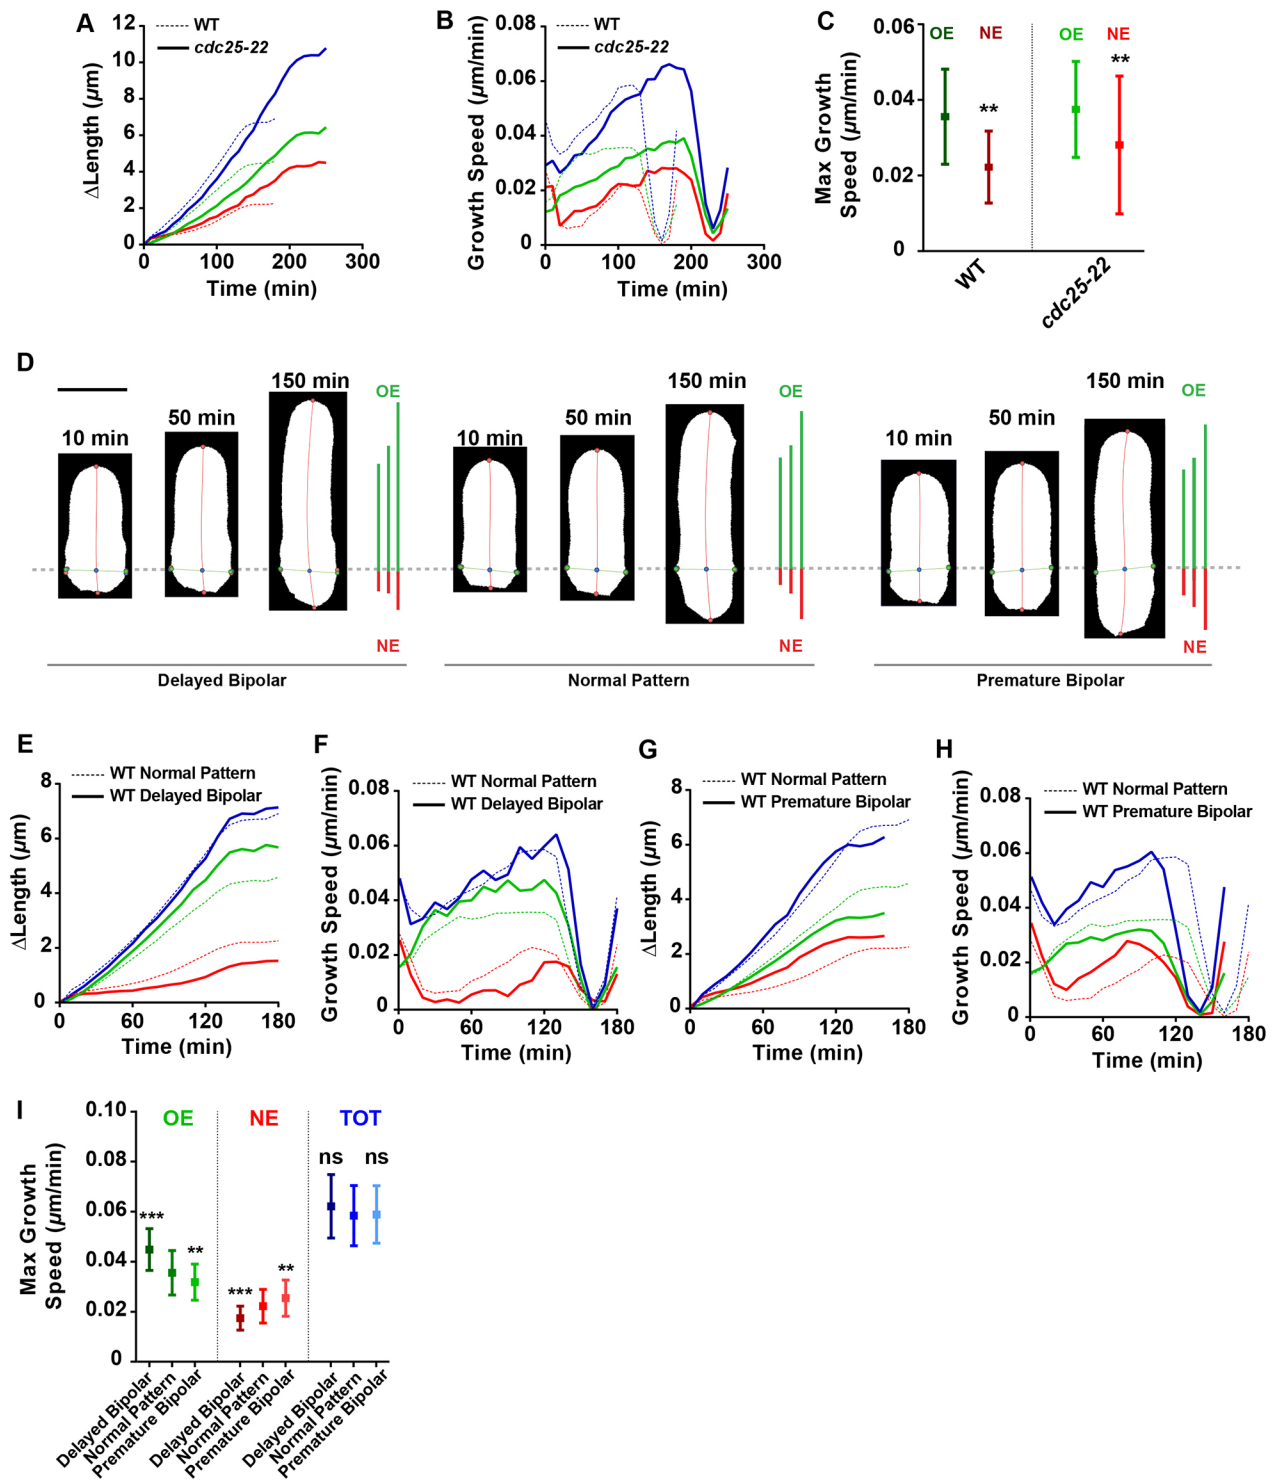 A
WT
cdc25-22
12
10
8
6
4
2
0
ΔLength (µm)
0 100 200 300
Time (min)
B
WT
cdc25-22
0.08
0.06
0.04
0.02
0
Growth Speed (µm/min)
0 100 200 300
Time (min)
C
0.06
0.04
0.02
0
Max Growth
Speed (µm/min)
OE NE OE NE
** **
WT cdc25-22
D
10 min 50 min 150 min OE
NE
Delayed Bipolar
10 min 50 min 150 min OE
NE
Normal Pattern
10 min 50 min 150 min OE
NE
Premature Bipolar
E
WT Normal Pattern
WT Delayed Bipolar
8
6
4
2
0
ΔLength (µm)
0 60 120 180
Time (min)
F
WT Normal Pattern
WT Delayed Bipolar
0.08
0.06
0.04
0.02
0
Growth Speed (µm/min)
0 60 120 180
Time (min)
G
WT Normal Pattern
WT Premature Bipolar
8
6
4
2
0
ΔLength (µm)
0 60 120 180
Time (min)
H
WT Normal Pattern
WT Premature Bipolar
0.08
0.06
0.04
0.02
0
Growth Speed (µm/min)
0 60 120 180
Time (min)
I
0.10
0.08
0.06
0.04
0.02
0
Max Growth
Speed (µm/min)
OE NE TOT
*** ** *** ** ns ns
Delayed Bipolar
Normal Pattern
Premature Bipolar
Delayed Bipolar
Normal Pattern
Premature Bipolar
Delayed Bipolar
Normal Pattern
Premature Bipolar